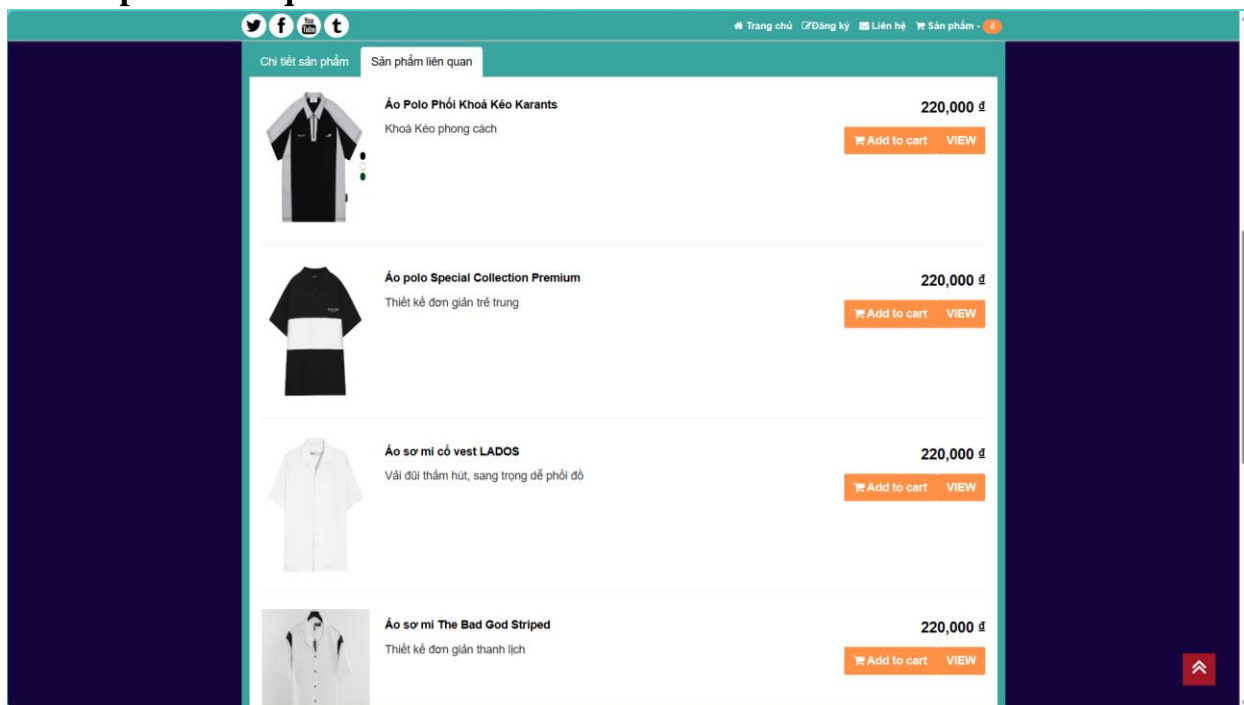 Trang chủ Đăng ký Liên hệ Sản phẩm - đ
Chi tiết sản phẩm Sản phẩm liên quan
Áo Polo Phối Khoá Kéo Karants
220,000 ₫
Khoá Kéo phong cách
Add to cart VIEW
Áo polo Special Collection Premium
220,000 ₫
Thiết kế đơn giản trẻ trung
Add to cart VIEW
Áo sơ mi cổ vest LADOS
220,000 ₫
Vải đũi thấm hút, sang trọng dễ phối đồ
Add to cart VIEW
Áo sơ mi The Bad God Striped
220,000 ₫
Thiết kế đơn giản thanh lịch
Add to cart VIEW